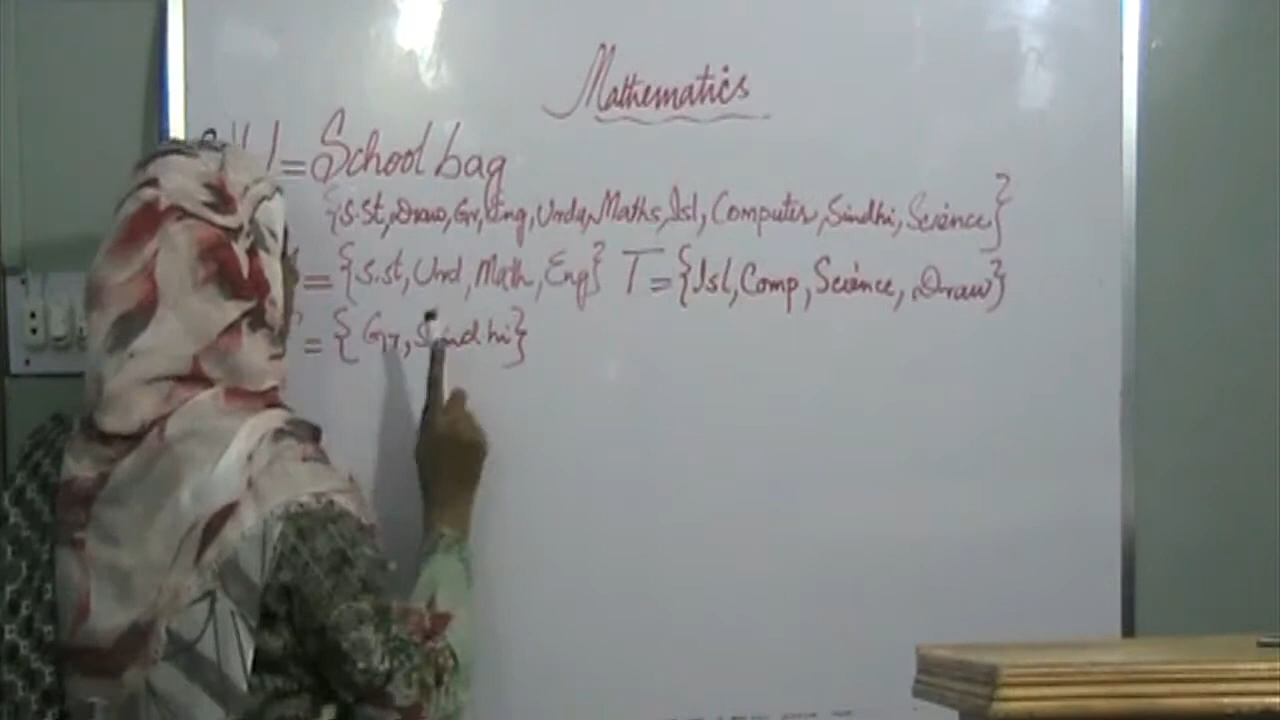 Mathematics
= School bag
{S.St, Draw, Gr, Eng, Urdu, Maths, Isl, Computer, Sindhi, Science}
= {S.St, Urd, Math, Eng} T = {Isl, Comp, Science, Draw}
= {Gr, Sindhi}